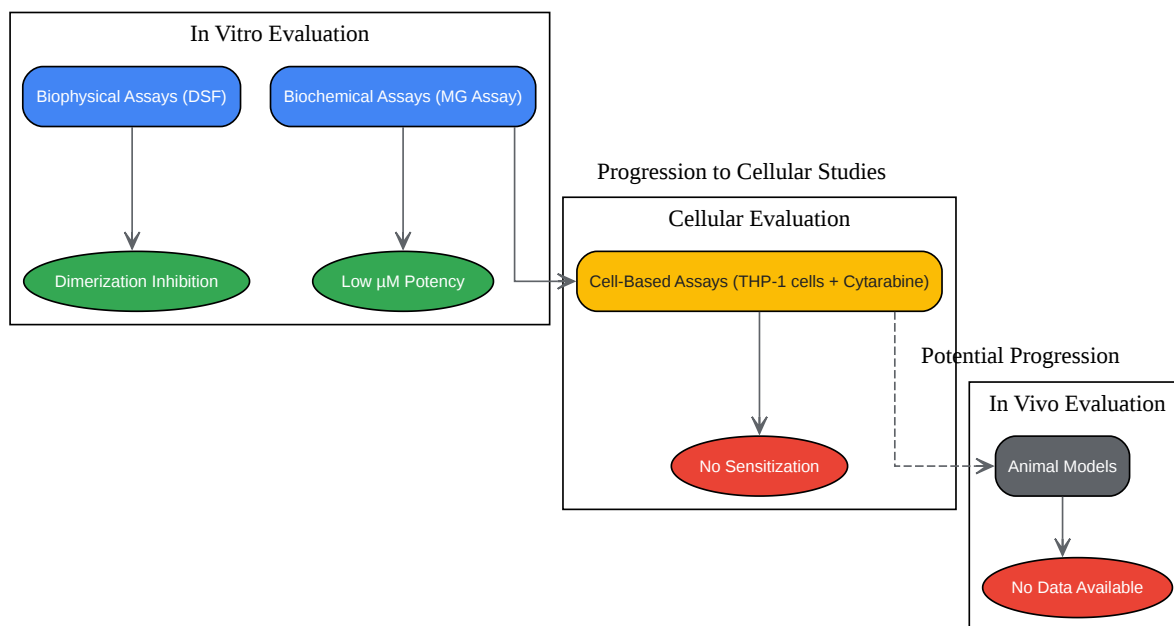 In Vitro Evaluation
Biophysical Assays (DSF)
Biochemical Assays (MG Assay)
Dimerization Inhibition
Low µM Potency
Progression to Cellular Studies
Cellular Evaluation
Cell-Based Assays (THP-1 cells + Cytarabine)
No Sensitization
Potential Progression
In Vivo Evaluation
Animal Models
No Data Available